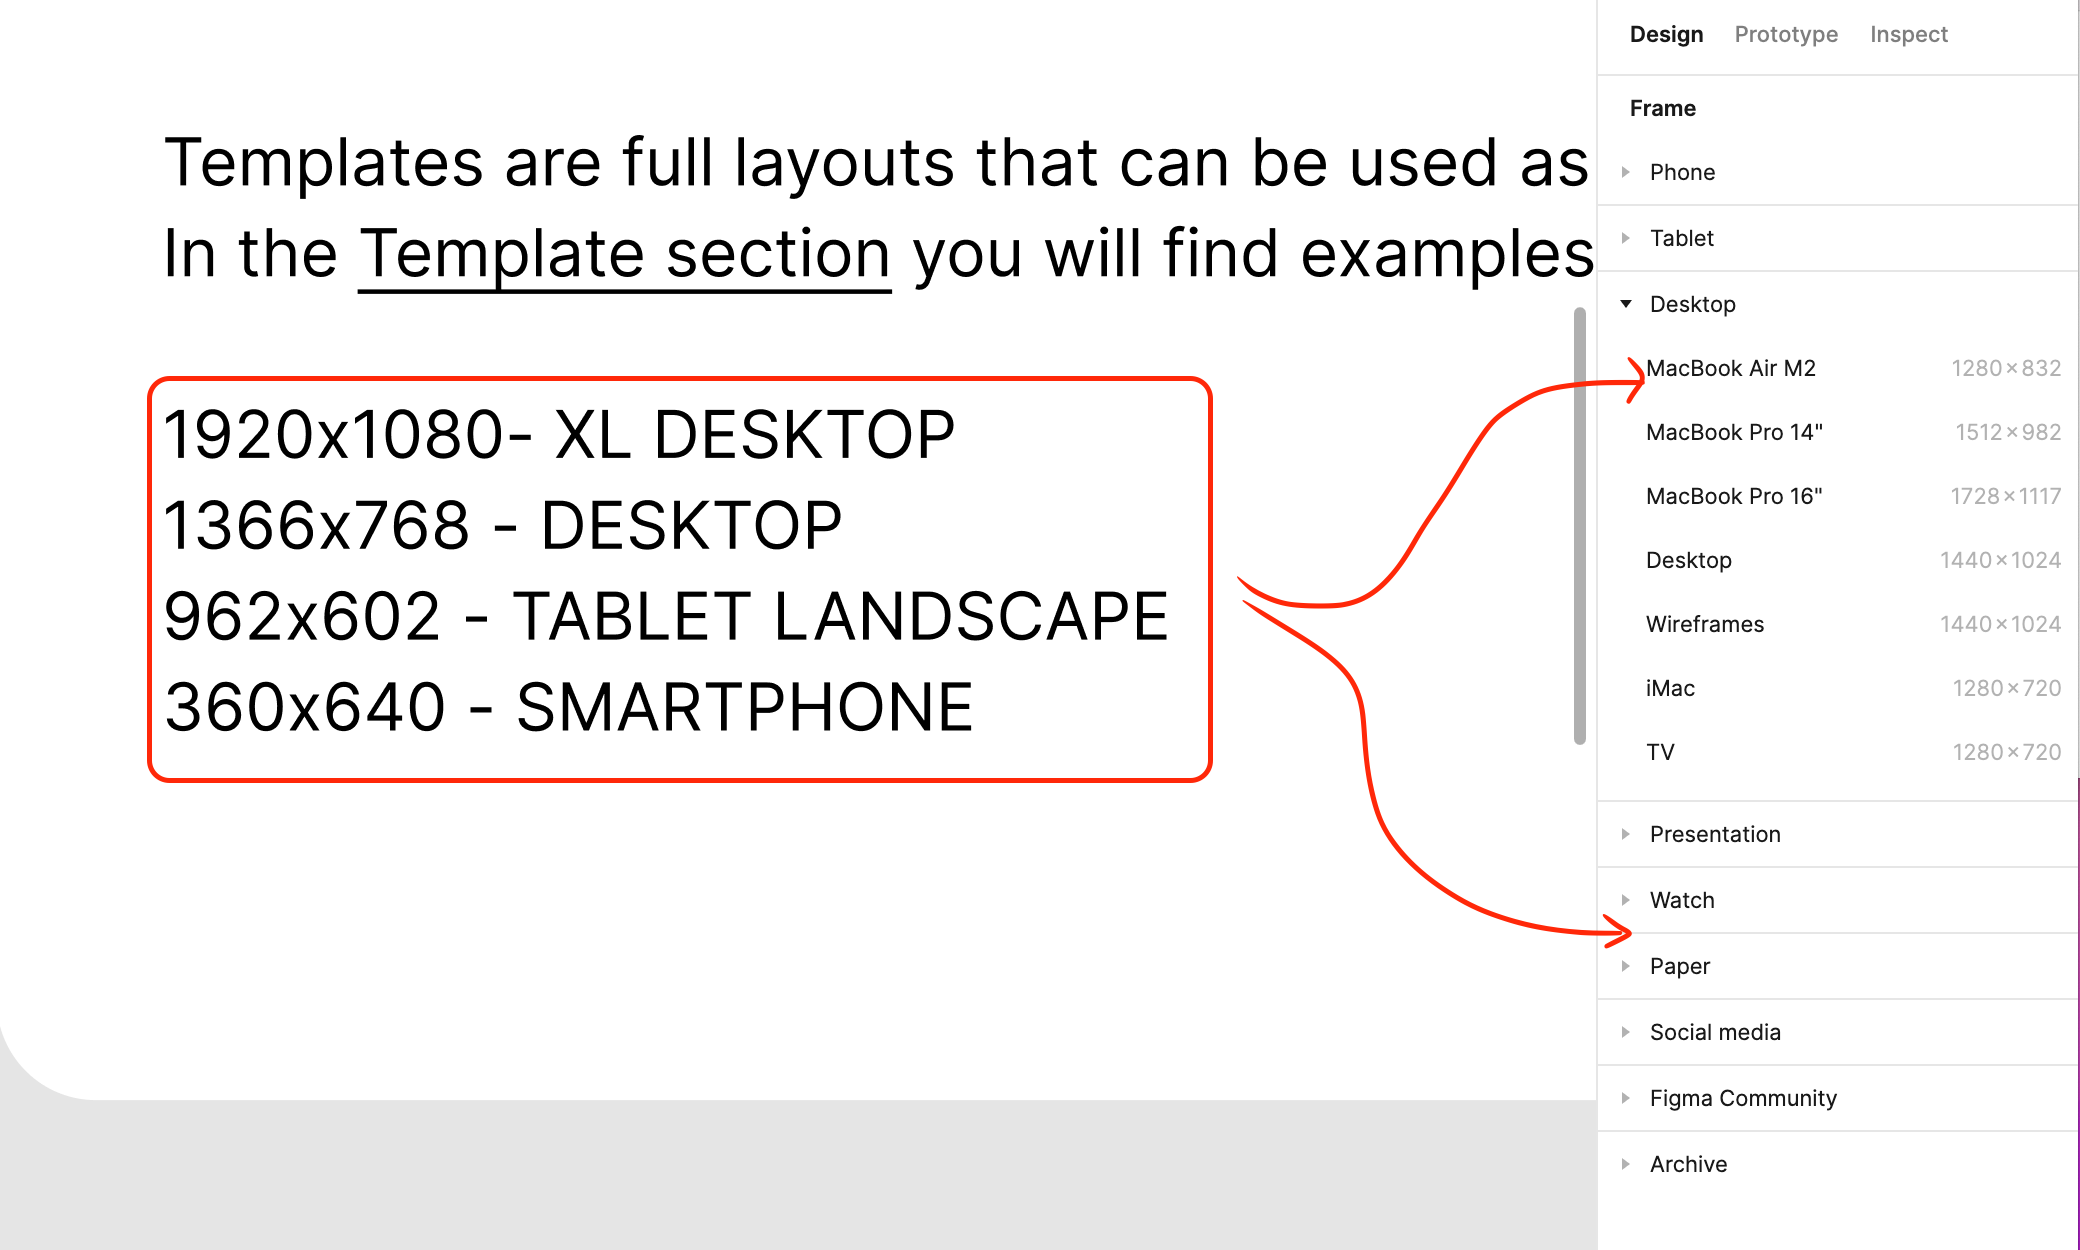 Templates are full layouts that can be used as
In the Template section you will find examples
1920x1080- XL DESKTOP
1366x768 - DESKTOP
962x602 - TABLET LANDSCAPE
360x640 - SMARTPHONE
Design Prototype Inspect
Frame
Phone
Tablet
Desktop
MacBook Air M2 1280×832
MacBook Pro 14" 1512×982
MacBook Pro 16" 1728×1117
Desktop 1440×1024
Wireframes 1440×1024
iMac 1280×720
TV 1280×720
Presentation
Watch
Paper
Social media
Figma Community
Archive